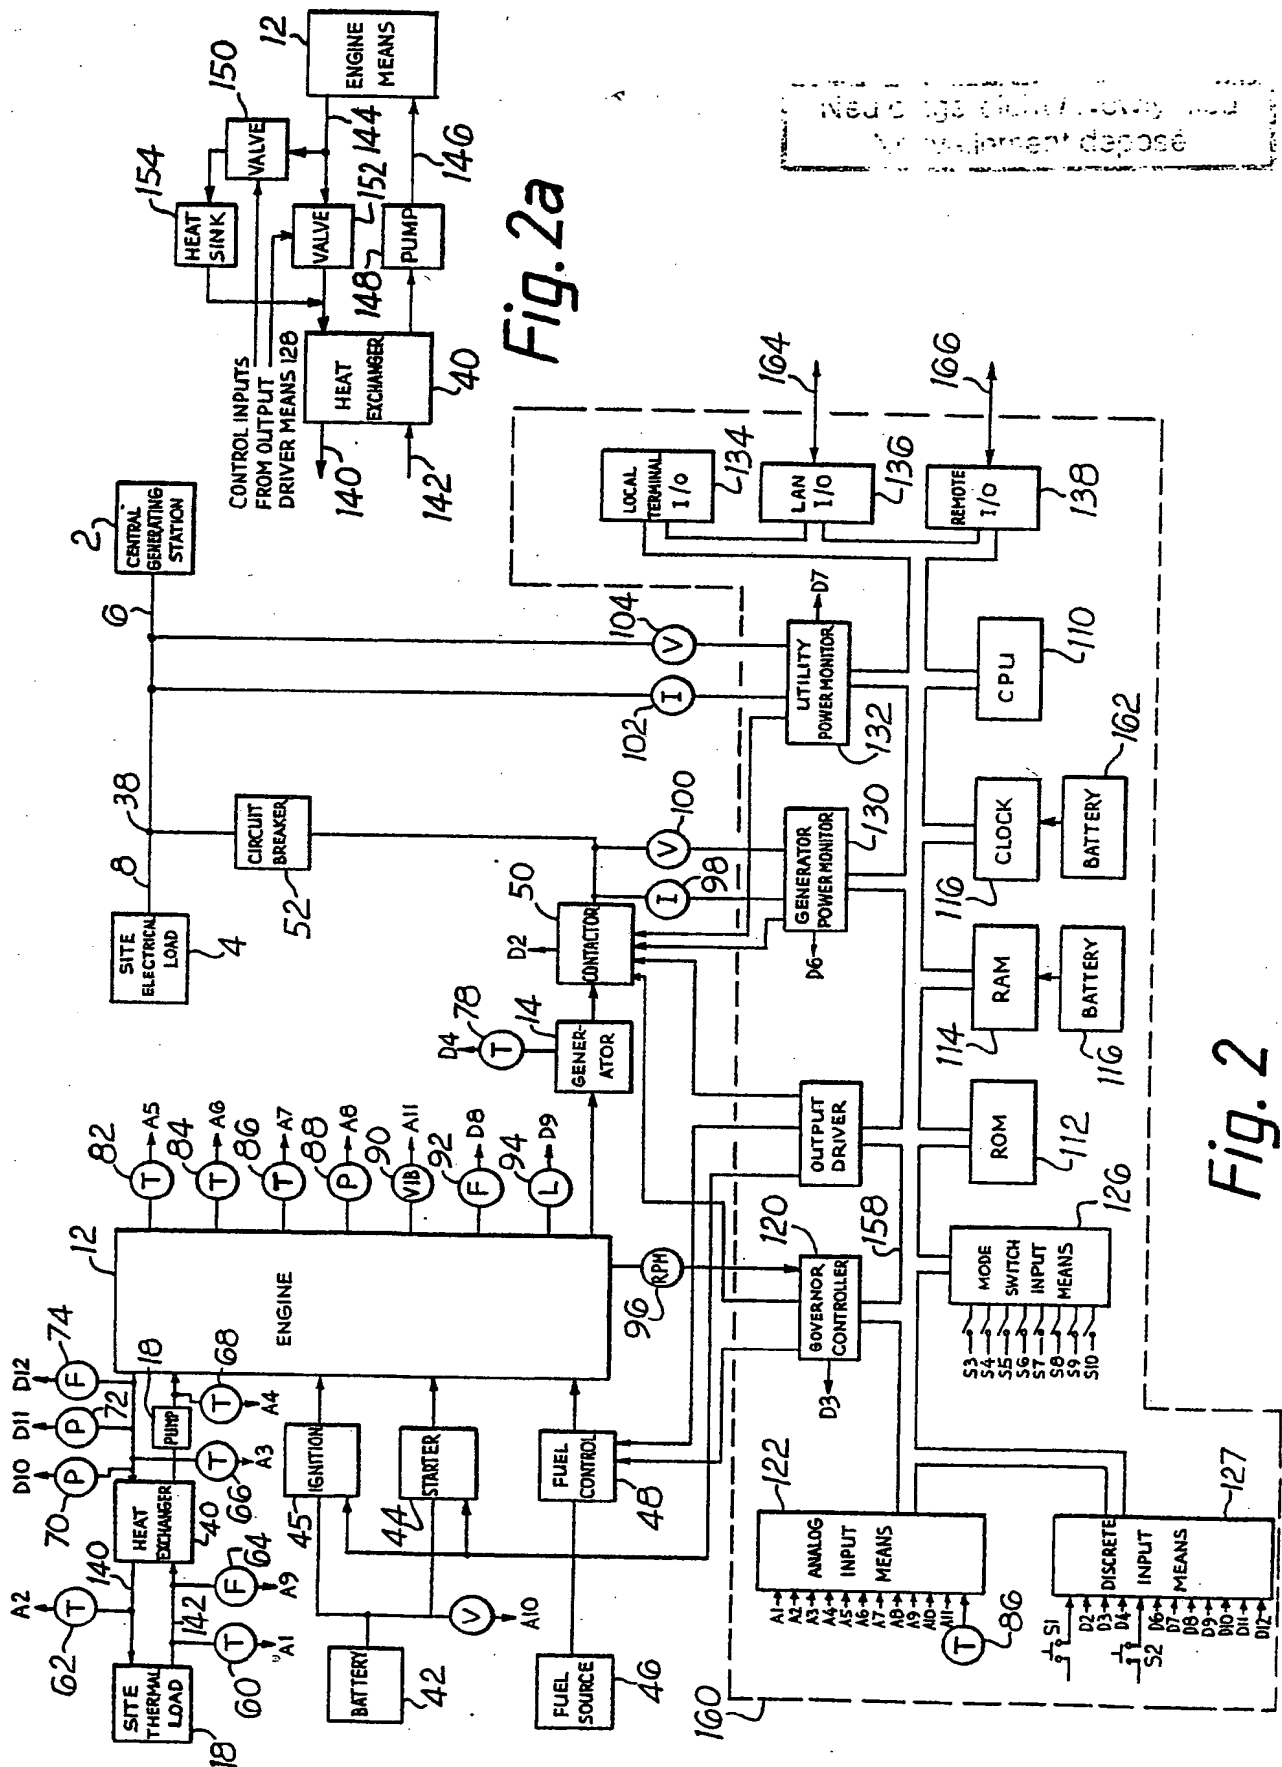 12
ENGINE
MEANS
150
VALVE
144
154
HEAT
SINK
152
VALVE
146
148
PUMP
CONTROL INPUTS
FROM OUTPUT
DRIVER MEANS 128
HEAT
EXCHANGER
40
140
142
Fig. 2a
2
CENTRAL
GENERATING
STATION
6
38
8
SITE
ELECTRICAL
LOAD
4
CIRCUIT
BREAKER
52
104
V
102
I
100
V
98
I
50
CONTACTOR
D2
78
T
D4
14
GENER-
ATOR
82
T
A5
84
T
A6
86
T
A7
88
P
A8
90
VIB
A11
92
F
D8
94
L
D9
12
ENGINE
96
RPM
74
F
D12
72
P
D11
70
P
D10
18
PUMP
68
T
A4
66
T
A3
HEAT
EXCHANGER
40
140
142
64
F
A9
62
T
A2
60
T
A1
SITE
THERMAL
LOAD
18
45
IGNITION
44
STARTER
FUEL
CONTROL
48
V
A10
BATTERY
42
FUEL
SOURCE
46
160
164
166
LOCAL
TERMINAL
I/O
134
LAN
I/O
136
REMOTE
I/O
138
UTILITY
POWER MONITOR
D7
132
GENERATOR
POWER MONITOR
D6
130
OUTPUT
DRIVER
120
GOVERNOR
CONTROLLER
D3
158
CPU
110
CLOCK
116
BATTERY
162
RAM
114
BATTERY
116
ROM
112
MODE
SWITCH
INPUT
MEANS
126
S3
S4
S5
S6
S7
S8
S9
S10
122
ANALOG
INPUT
MEANS
A1
A2
A3
A4
A5
A6
A7
A8
A9
A10
A11
T
86
DISCRETE
INPUT
MEANS
127
S1
D2
D3
D4
S2
D6
D7
D8
D9
D10
D11
D12
Fig. 2
déposé